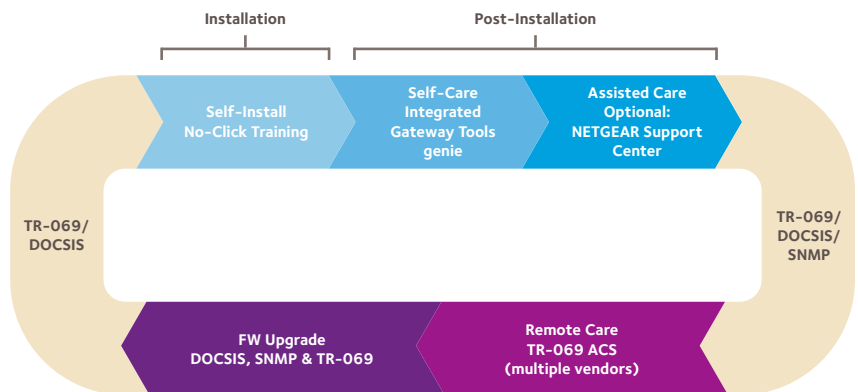 Installation
Post-Installation
Self-Install
No-Click Training
Self-Care
Integrated
Gateway Tools
genie
Assisted Care
Optional:
NETGEAR Support
Center
TR-069/
DOCSIS
TR-069/
DOCSIS/
SNMP
FW Upgrade
DOCSIS, SNMP & TR-069
Remote Care
TR-069 ACS
(multiple vendors)